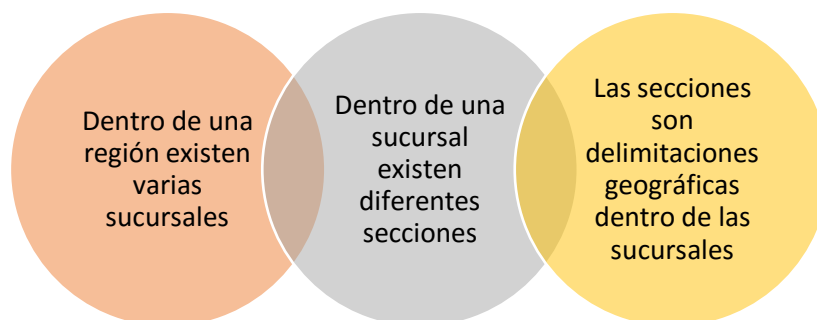 Dentro de una
región existen
varias
sucursales
Dentro de una
sucursal
existen
diferentes
secciones
Las secciones
son
delimitaciones
geográficas
dentro de las
sucursales